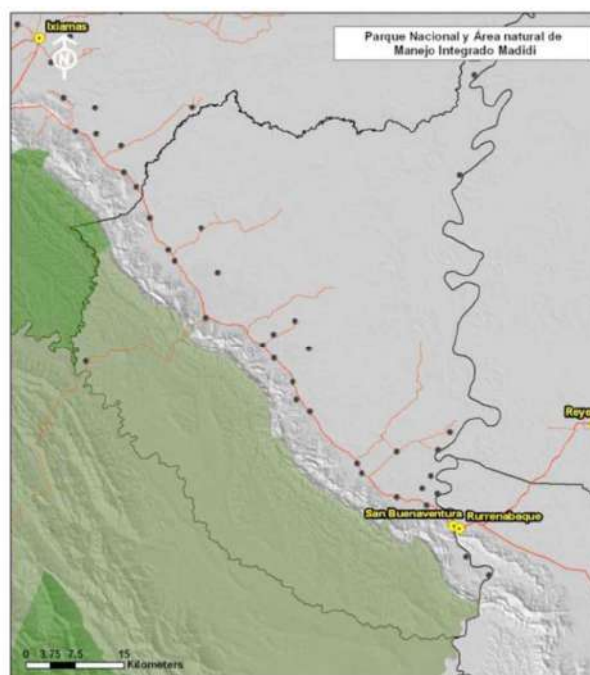 Ixiamas
N
Parque Nacional y Área natural de
Manejo Integrado Madidi
Reye
San Buenaventura
Rurrenabaque
0 3.75 7.5 15
Kilometers